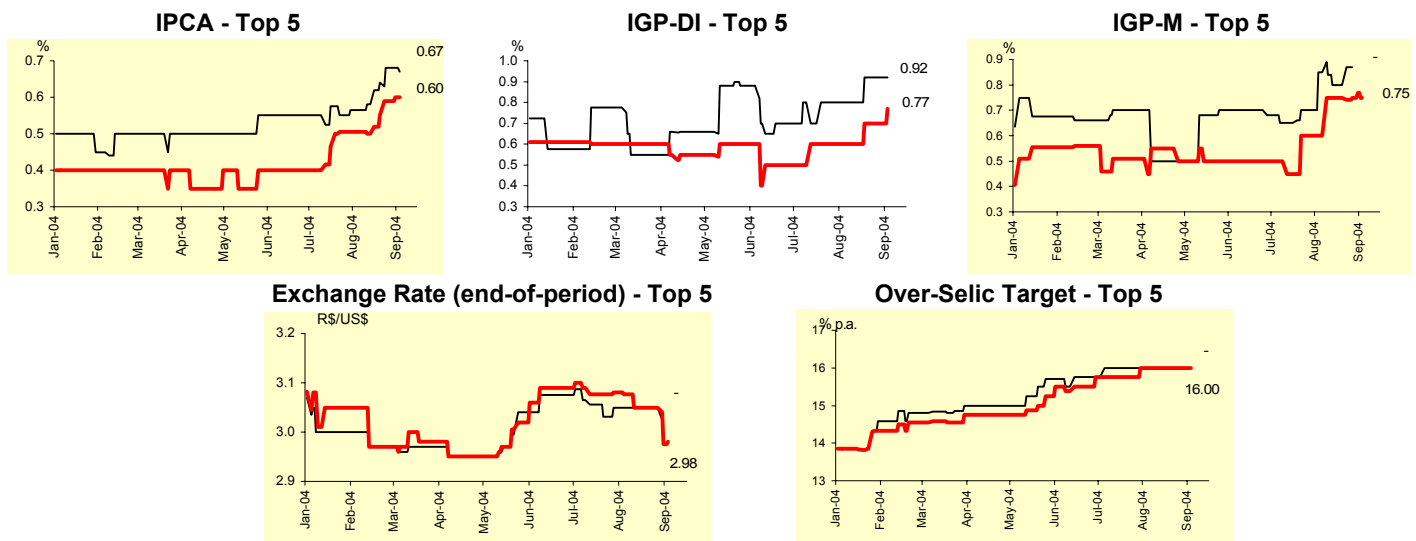 IPCA - Top 5
%
0.7
0.6
0.5
0.4
0.3
0.67
0.60
Jan-04
Feb-04
Mar-04
Apr-04
May-04
Jun-04
Jul-04
Aug-04
Sep-04
IGP-DI - Top 5
%
1.0
0.9
0.8
0.7
0.6
0.5
0.4
0.3
0.92
0.77
Jan-04
Feb-04
Mar-04
Apr-04
May-04
Jun-04
Jul-04
Aug-04
Sep-04
IGP-M - Top 5
%
0.9
0.8
0.7
0.6
0.5
0.4
0.3
-
0.75
Jan-04
Feb-04
Mar-04
Apr-04
May-04
Jun-04
Jul-04
Aug-04
Sep-04
Exchange Rate (end-of-period) - Top 5
R$/US$
3.2
3.1
3.0
2.9
-
2.98
Jan-04
Feb-04
Mar-04
Apr-04
May-04
Jun-04
Jul-04
Aug-04
Sep-04
Over-Selic Target - Top 5
% p.a.
17
16
15
14
13
-
16.00
Jan-04
Feb-04
Mar-04
Apr-04
May-04
Jun-04
Jul-04
Aug-04
Sep-04